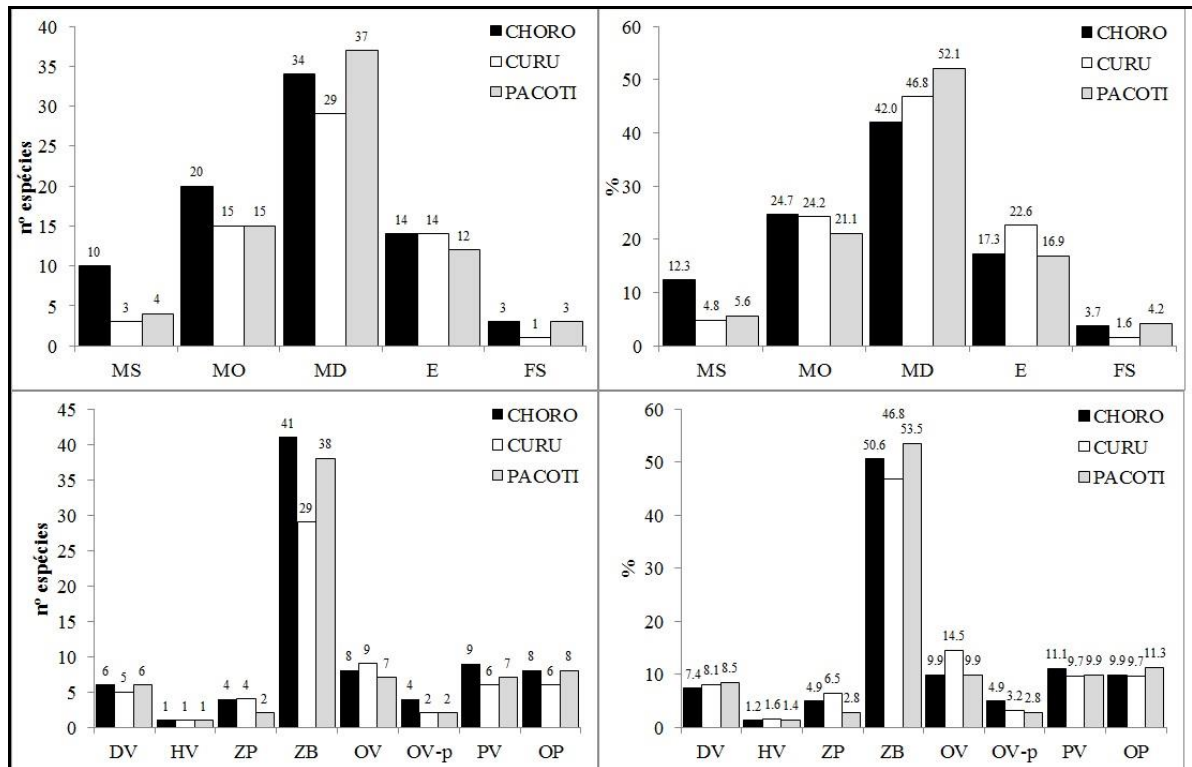 nº espécies
40
35
30
25
20
15
10
5
0
CHORO
CURU
PACOTI
10 3 4
20 15 15
34 29 37
14 14 12
3 1 3
MS MO MD E FS
%
60
50
40
30
20
10
0
CHORO
CURU
PACOTI
12.3 4.8 5.6
24.7 24.2 21.1
42.0 46.8 52.1
17.3 22.6 16.9
3.7 1.6 4.2
MS MO MD E FS
nº espécies
45
40
35
30
25
20
15
10
5
0
CHORO
CURU
PACOTI
6 5 6
1 1 1
4 4 2
41 29 38
8 9 7
4 2 2
9 6 7
8 6 8
DV HV ZP ZB OV OV-p PV OP
%
60
50
40
30
20
10
0
CHORO
CURU
PACOTI
7.4 8.1 8.5
1.2 1.6 1.4
4.9 6.5 2.8
50.6 46.8 53.5
9.9 14.5 9.9
4.9 3.2 2.8
11.1 9.7 9.9
9.9 9.7 11.3
DV HV ZP ZB OV OV-p PV OP